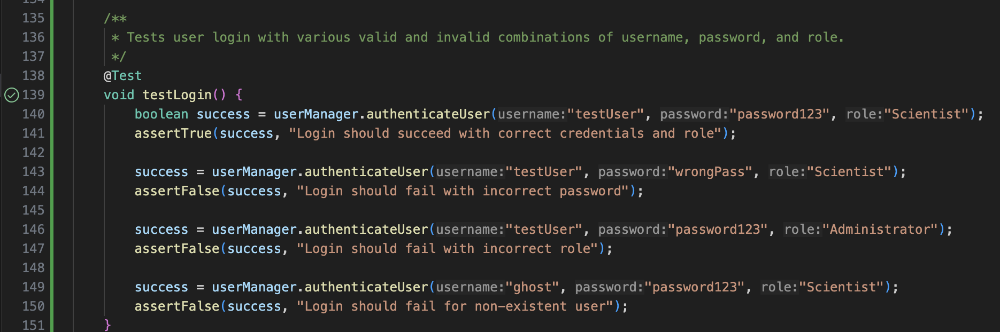 134
135 /**
136 * Tests user login with various valid and invalid combinations of username, password, and role.
137 */
138 @Test
139 void testLogin() {
140 boolean success = userManager.authenticateUser(username:"testUser", password:"password123", role:"Scientist");
141 assertTrue(success, "Login should succeed with correct credentials and role");
142
143 success = userManager.authenticateUser(username:"testUser", password:"wrongPass", role:"Scientist");
144 assertFalse(success, "Login should fail with incorrect password");
145
146 success = userManager.authenticateUser(username:"testUser", password:"password123", role:"Administrator");
147 assertFalse(success, "Login should fail with incorrect role");
148
149 success = userManager.authenticateUser(username:"ghost", password:"password123", role:"Scientist");
150 assertFalse(success, "Login should fail for non-existent user");
151 }